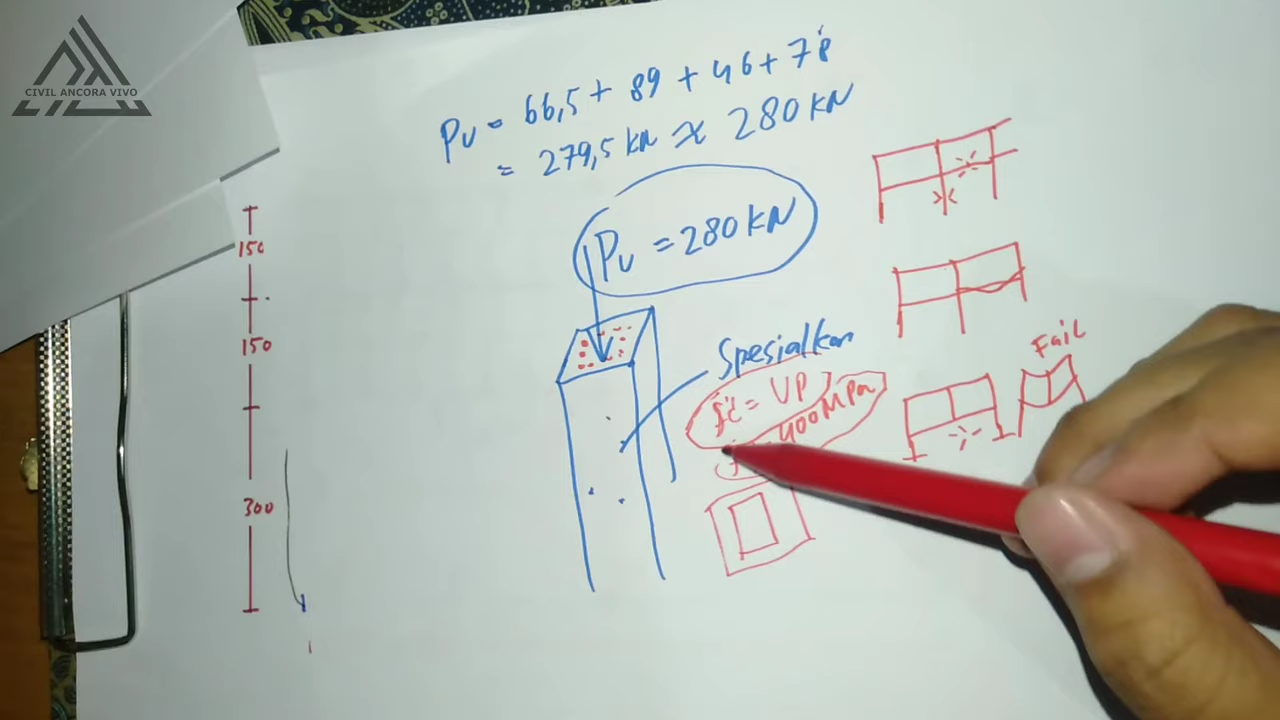 CIVIL ANCORA VIVO
Pu = 66,5 + 89 + 46 + 78
= 279,5 kN ≈ 280 kN
Pu = 280 kN
150
150
300
Spesialkan
fc' = UP
400 MPa
Fail